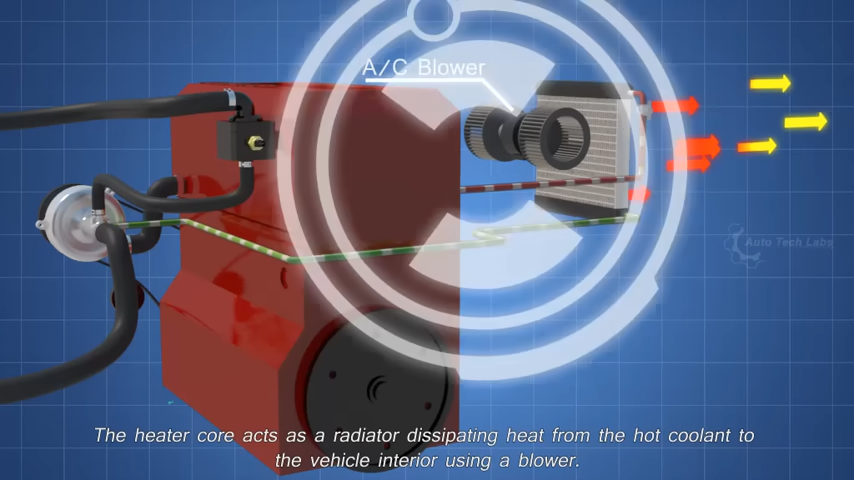 A/C Blower
Auto Tech Labs
The heater core acts as a radiator dissipating heat from the hot coolant to
the vehicle interior using a blower.